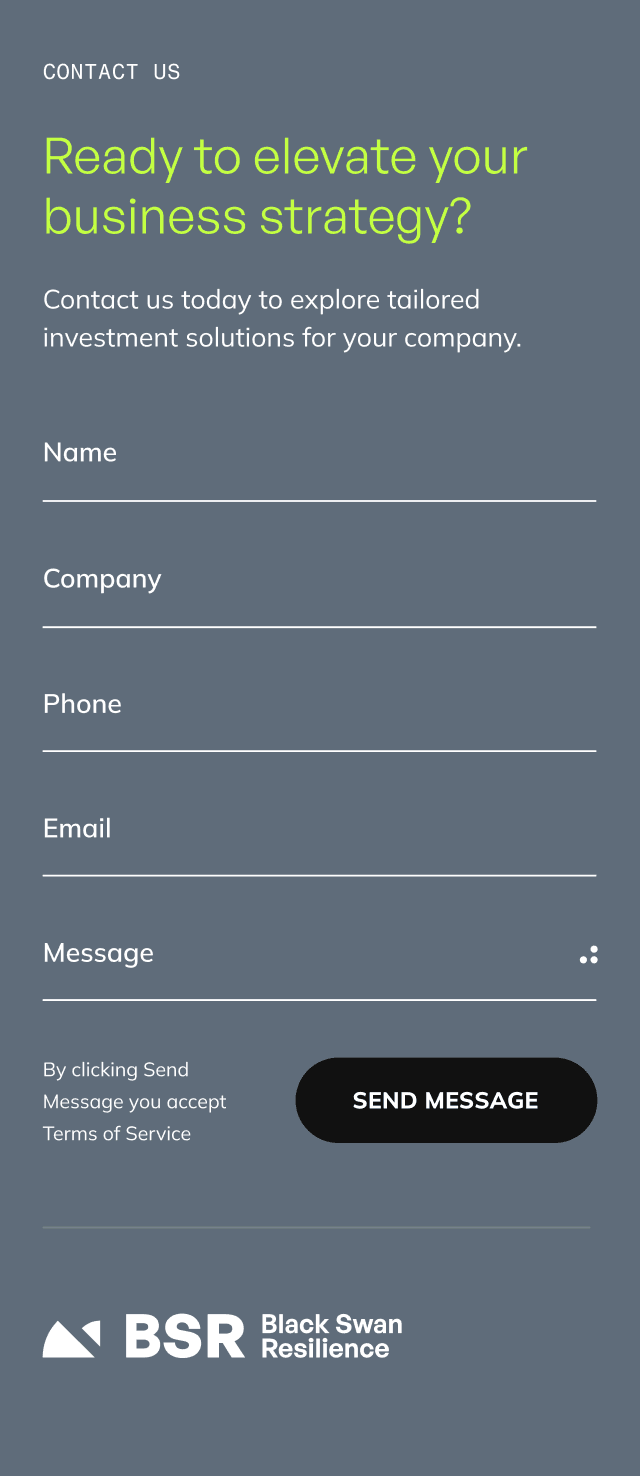 CONTACT US
Ready to elevate your
business strategy?
Contact us today to explore tailored
investment solutions for your company.
Name
Company
Phone
Email
Message
By clicking Send
Message you accept
Terms of Service
SEND MESSAGE
BSR Black Swan
Resilience